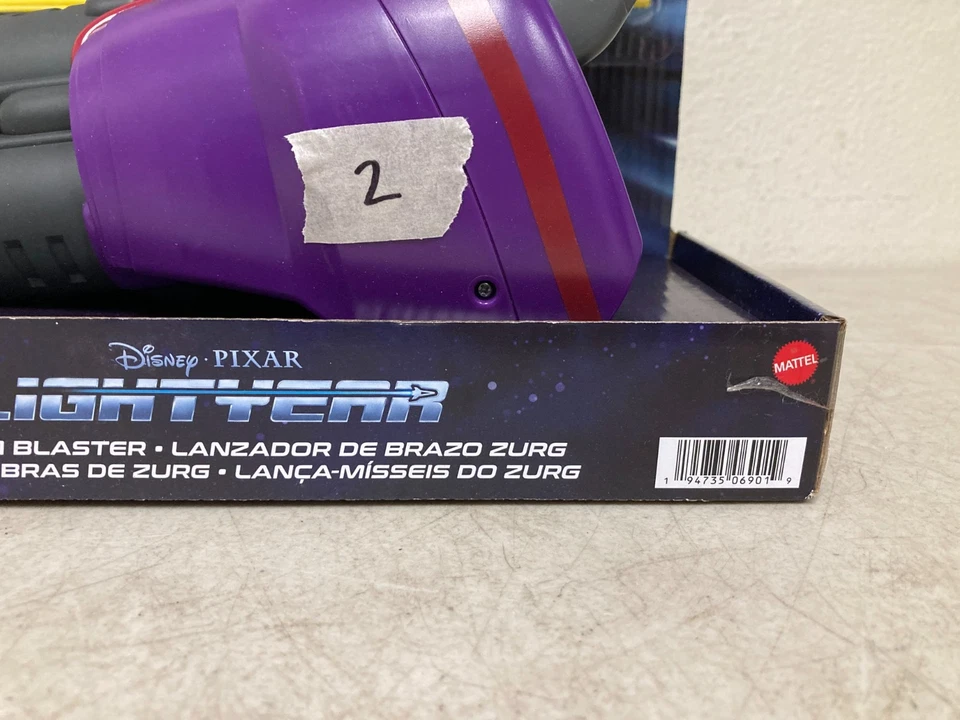 2
Disney · PIXAR
LIGHTYEAR
BLASTER • LANZADOR DE BRAZO ZURG
BRAS DE ZURG • LANÇA-MÍSSEIS DO ZURG
MATTEL
1 94735 06901 9